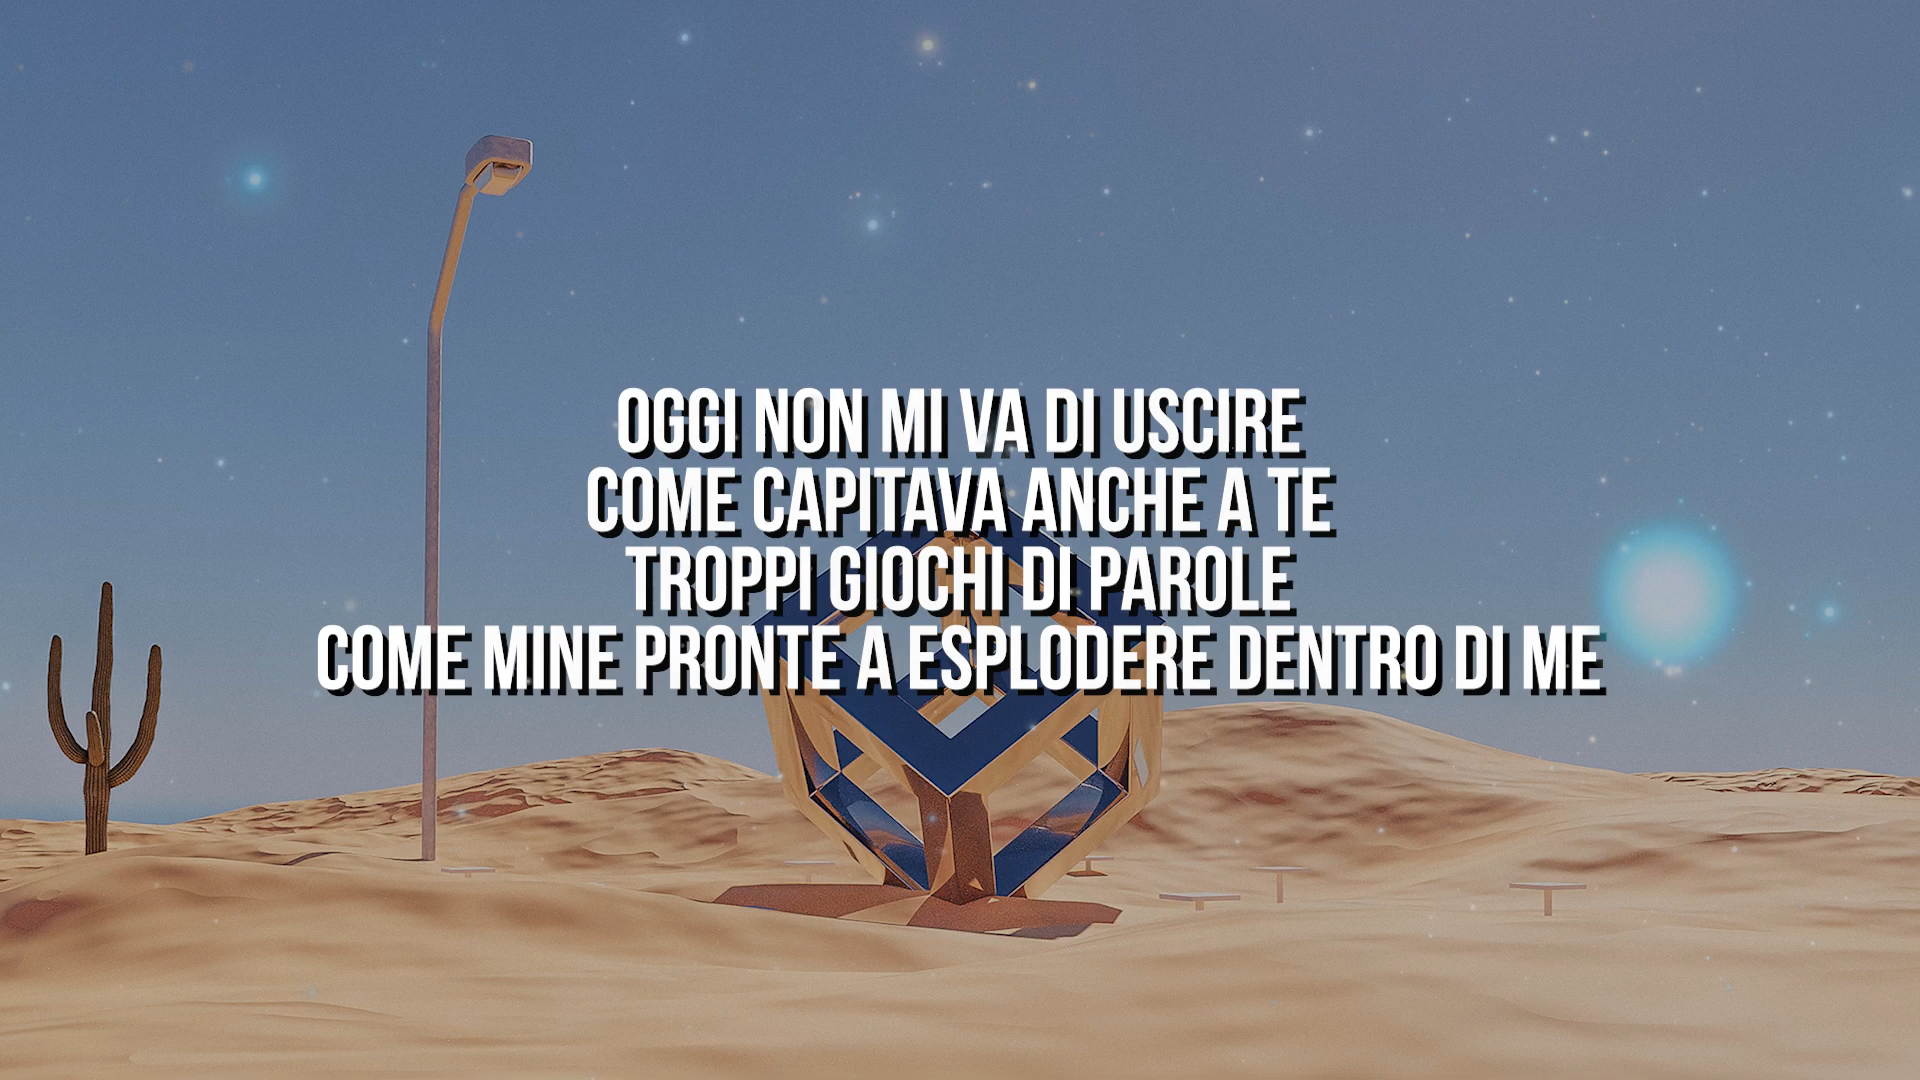 OGGI NON MI VA DI USCIRE
COME CAPITAVA ANCHE A TE
TROPPI GIOCHI DI PAROLE
COME MINE PRONTE A ESPLODERE DENTRO DI ME